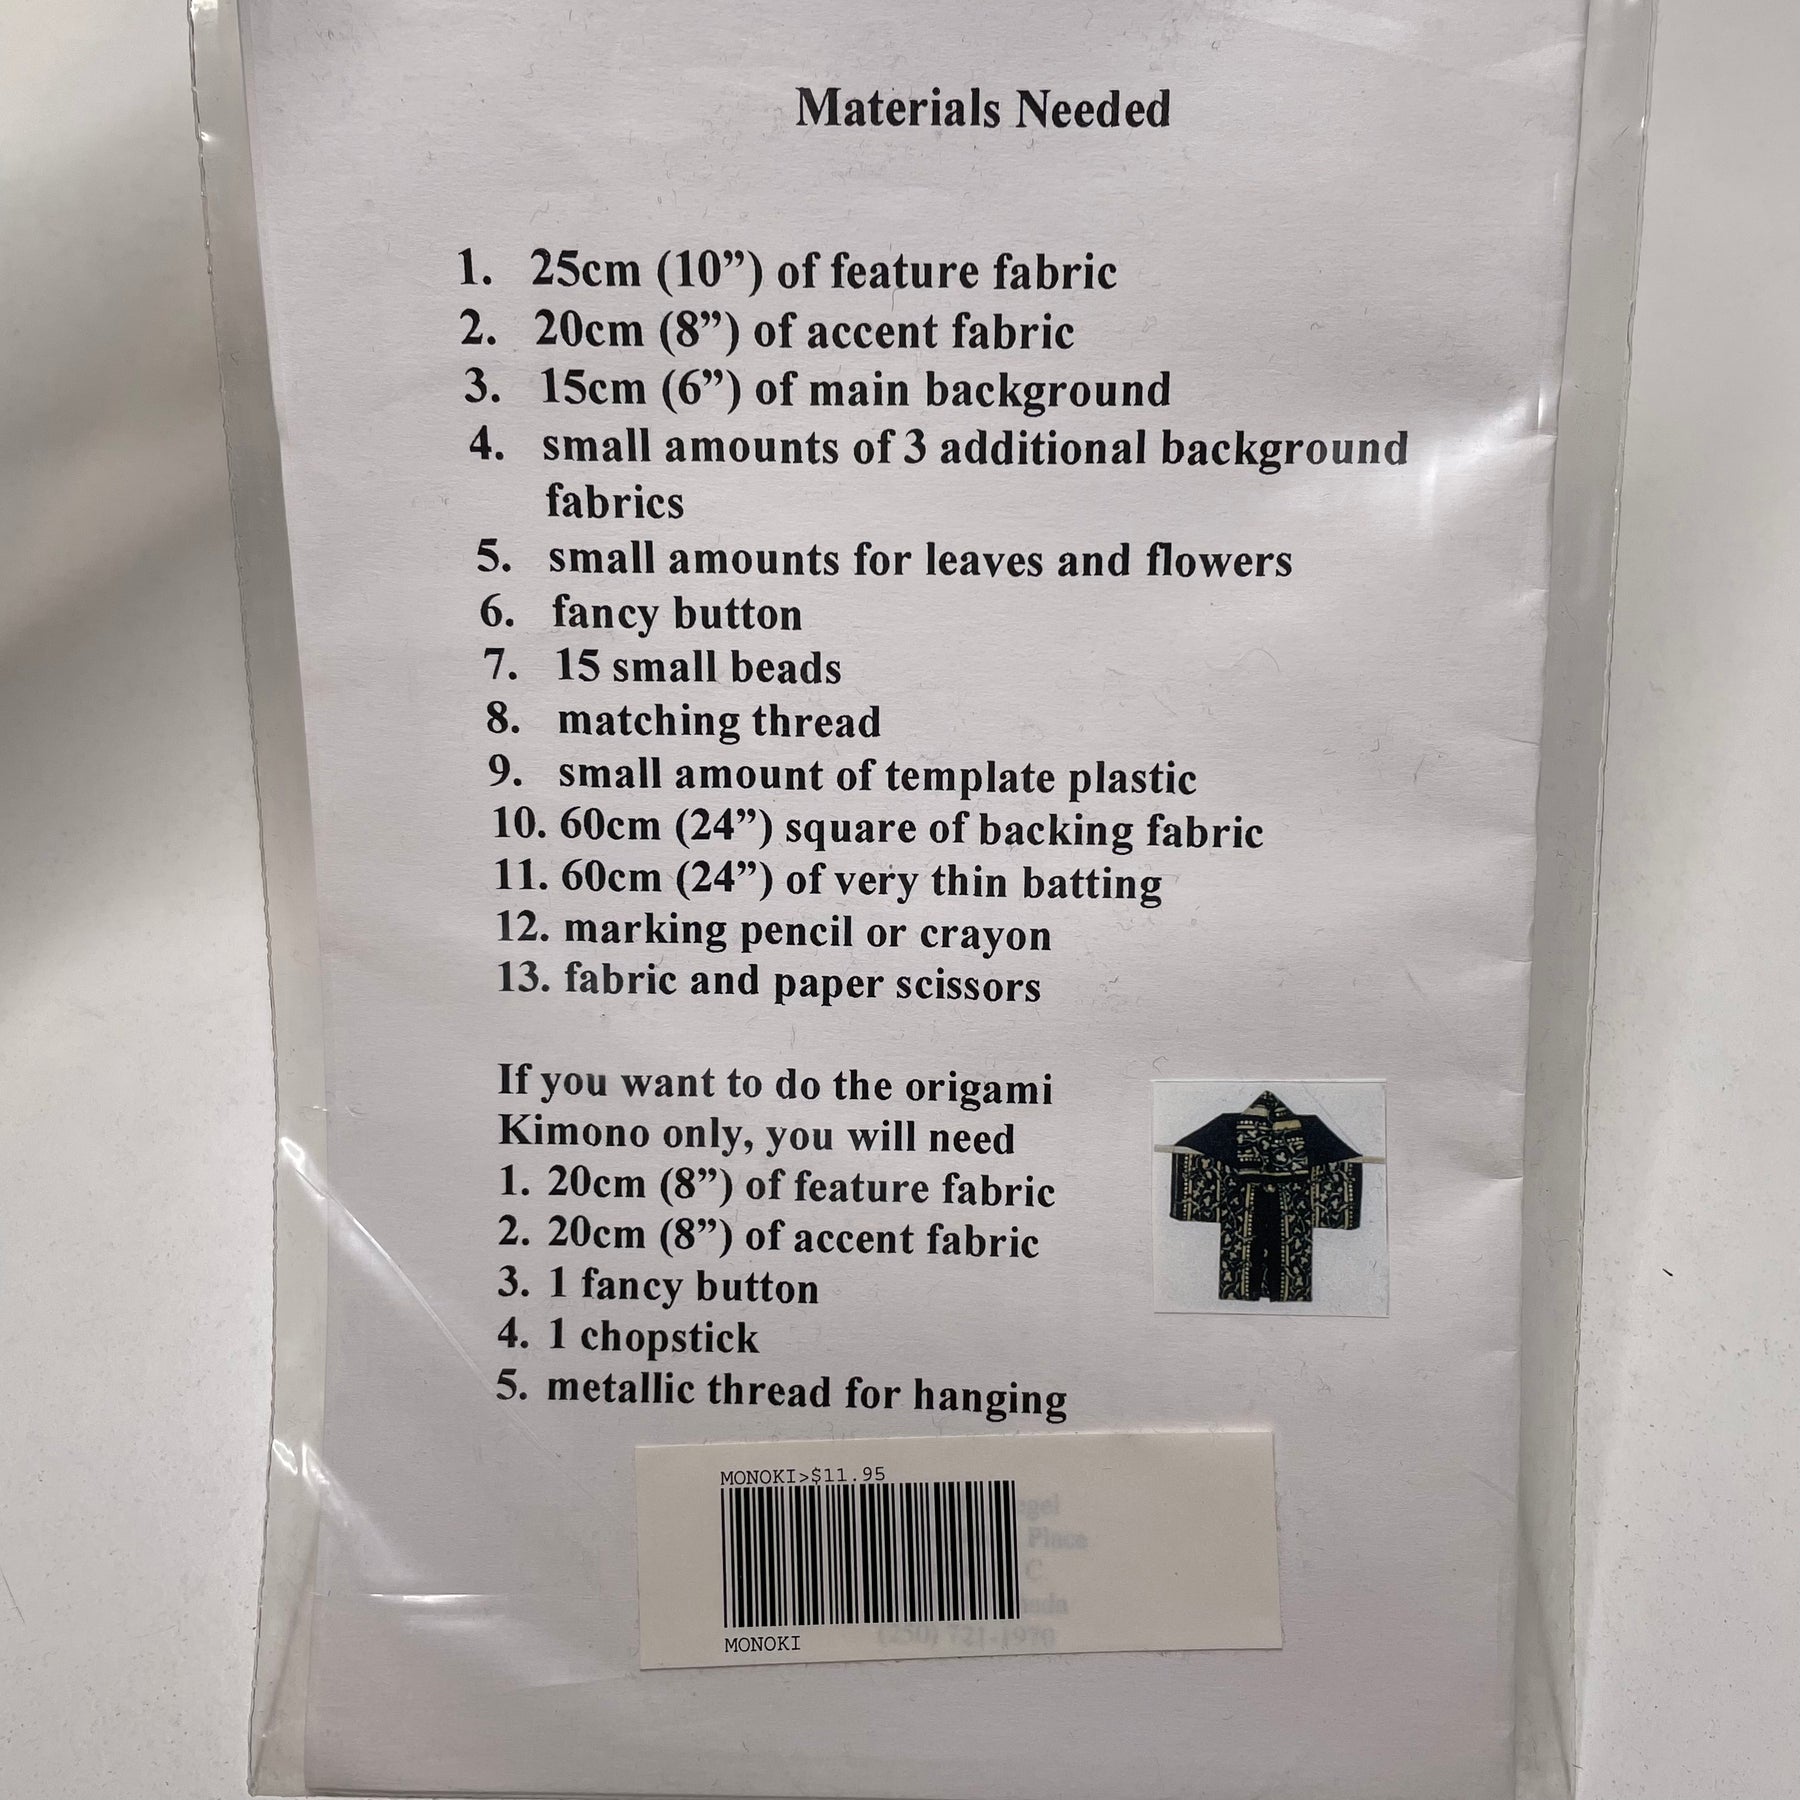 Materials Needed
1. 25cm (10”) of feature fabric
2. 20cm (8”) of accent fabric
3. 15cm (6”) of main background
4. small amounts of 3 additional background
fabrics
5. small amounts for leaves and flowers
6. fancy button
7. 15 small beads
8. matching thread
9. small amount of template plastic
10. 60cm (24”) square of backing fabric
11. 60cm (24”) of very thin batting
12. marking pencil or crayon
13. fabric and paper scissors
If you want to do the origami
Kimono only, you will need
1. 20cm (8”) of feature fabric
2. 20cm (8”) of accent fabric
3. 1 fancy button
4. 1 chopstick
5. metallic thread for hanging
MONOKI>$11.95
Place
(250) 721-1970
MONOKI